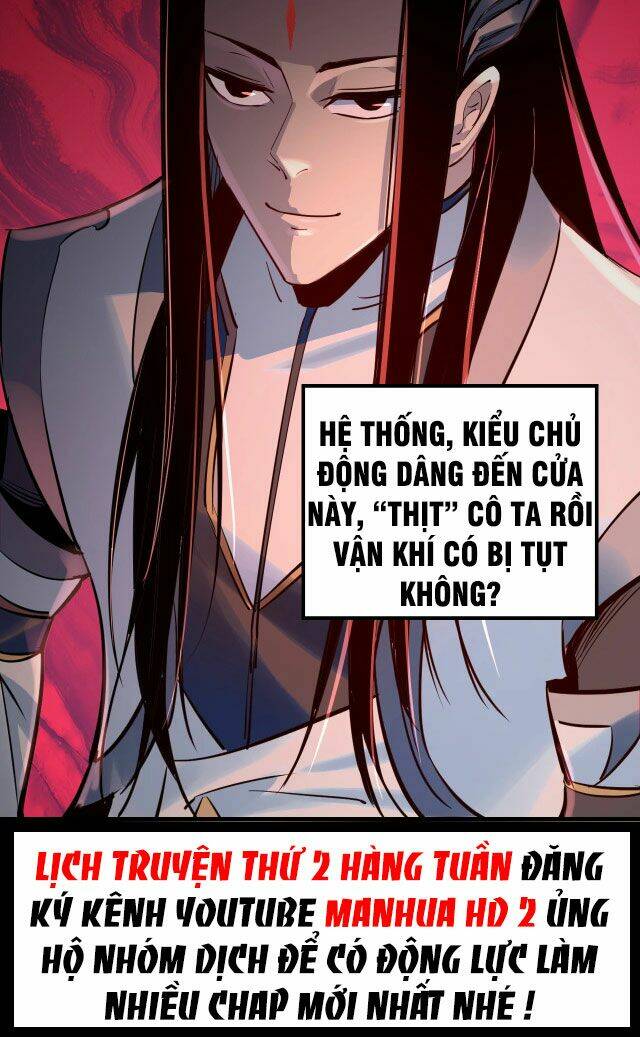 HỆ THỐNG, KIỂU CHỦ
ĐỘNG DÂNG ĐẾN CỬA
NÀY, “THỊT” CÔ TA RỒI
VẬN KHÍ CÓ BỊ TỤT
KHÔNG?
LỊCH TRUYỆN THỨ 2 HÀNG TUẦN ĐĂNG
KÝ KÊNH YOUTUBE MANHUA HD 2 ỦNG
HỘ NHÓM DỊCH ĐỂ CÓ ĐỘNG LỰC LÀM
NHIỀU CHAP MỚI NHẤT NHÉ !